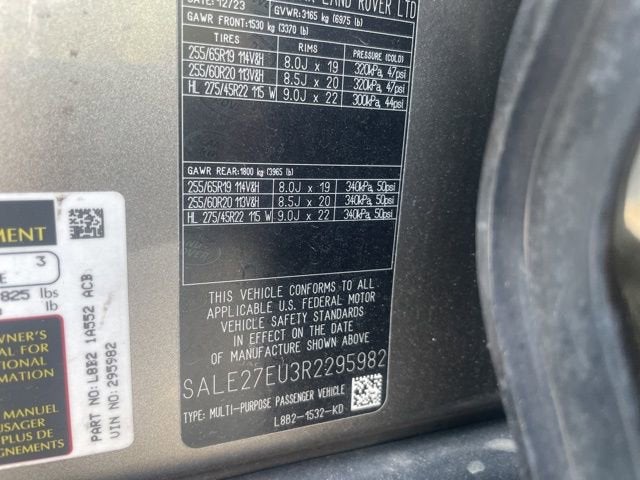 DATE: 12/23 GVWR: 3165 kg (6975 lb)
LAND ROVER LTD
GAWR FRONT: 1530 kg (3370 lb)
TIRES RIMS PRESSURE (COLD)
255/65R19 114V&H 8.0J x 19 320kPa, 47psi
255/60R20 113V&H 8.5J x 20 320kPa, 47psi
HL 275/45R22 115 W 9.0J x 22 300kPa, 44psi
GAWR REAR: 1800 kg (3965 lb)
255/65R19 114V&H 8.0J x 19 340kPa, 50psi
255/60R20 113V&H 8.5J x 20 340kPa, 50psi
HL 275/45R22 115 W 9.0J x 22 340kPa, 50psi
THIS VEHICLE CONFORMS TO ALL
APPLICABLE U.S. FEDERAL MOTOR
VEHICLE SAFETY STANDARDS
IN EFFECT ON THE DATE OF
MANUFACTURE SHOWN ABOVE
SALE27EU3R2295982
TYPE: MULTI-PURPOSE PASSENGER VEHICLE
L8B2-1532-KD
MENT
3
E
825 lbs
lb
WNER'S
AL FOR
TIONAL
RMATION
MANUEL
USAGER
PLUS DE
GNEMENTS
PART NO: L8B2 1A552 ACB
VIN NO: 295982